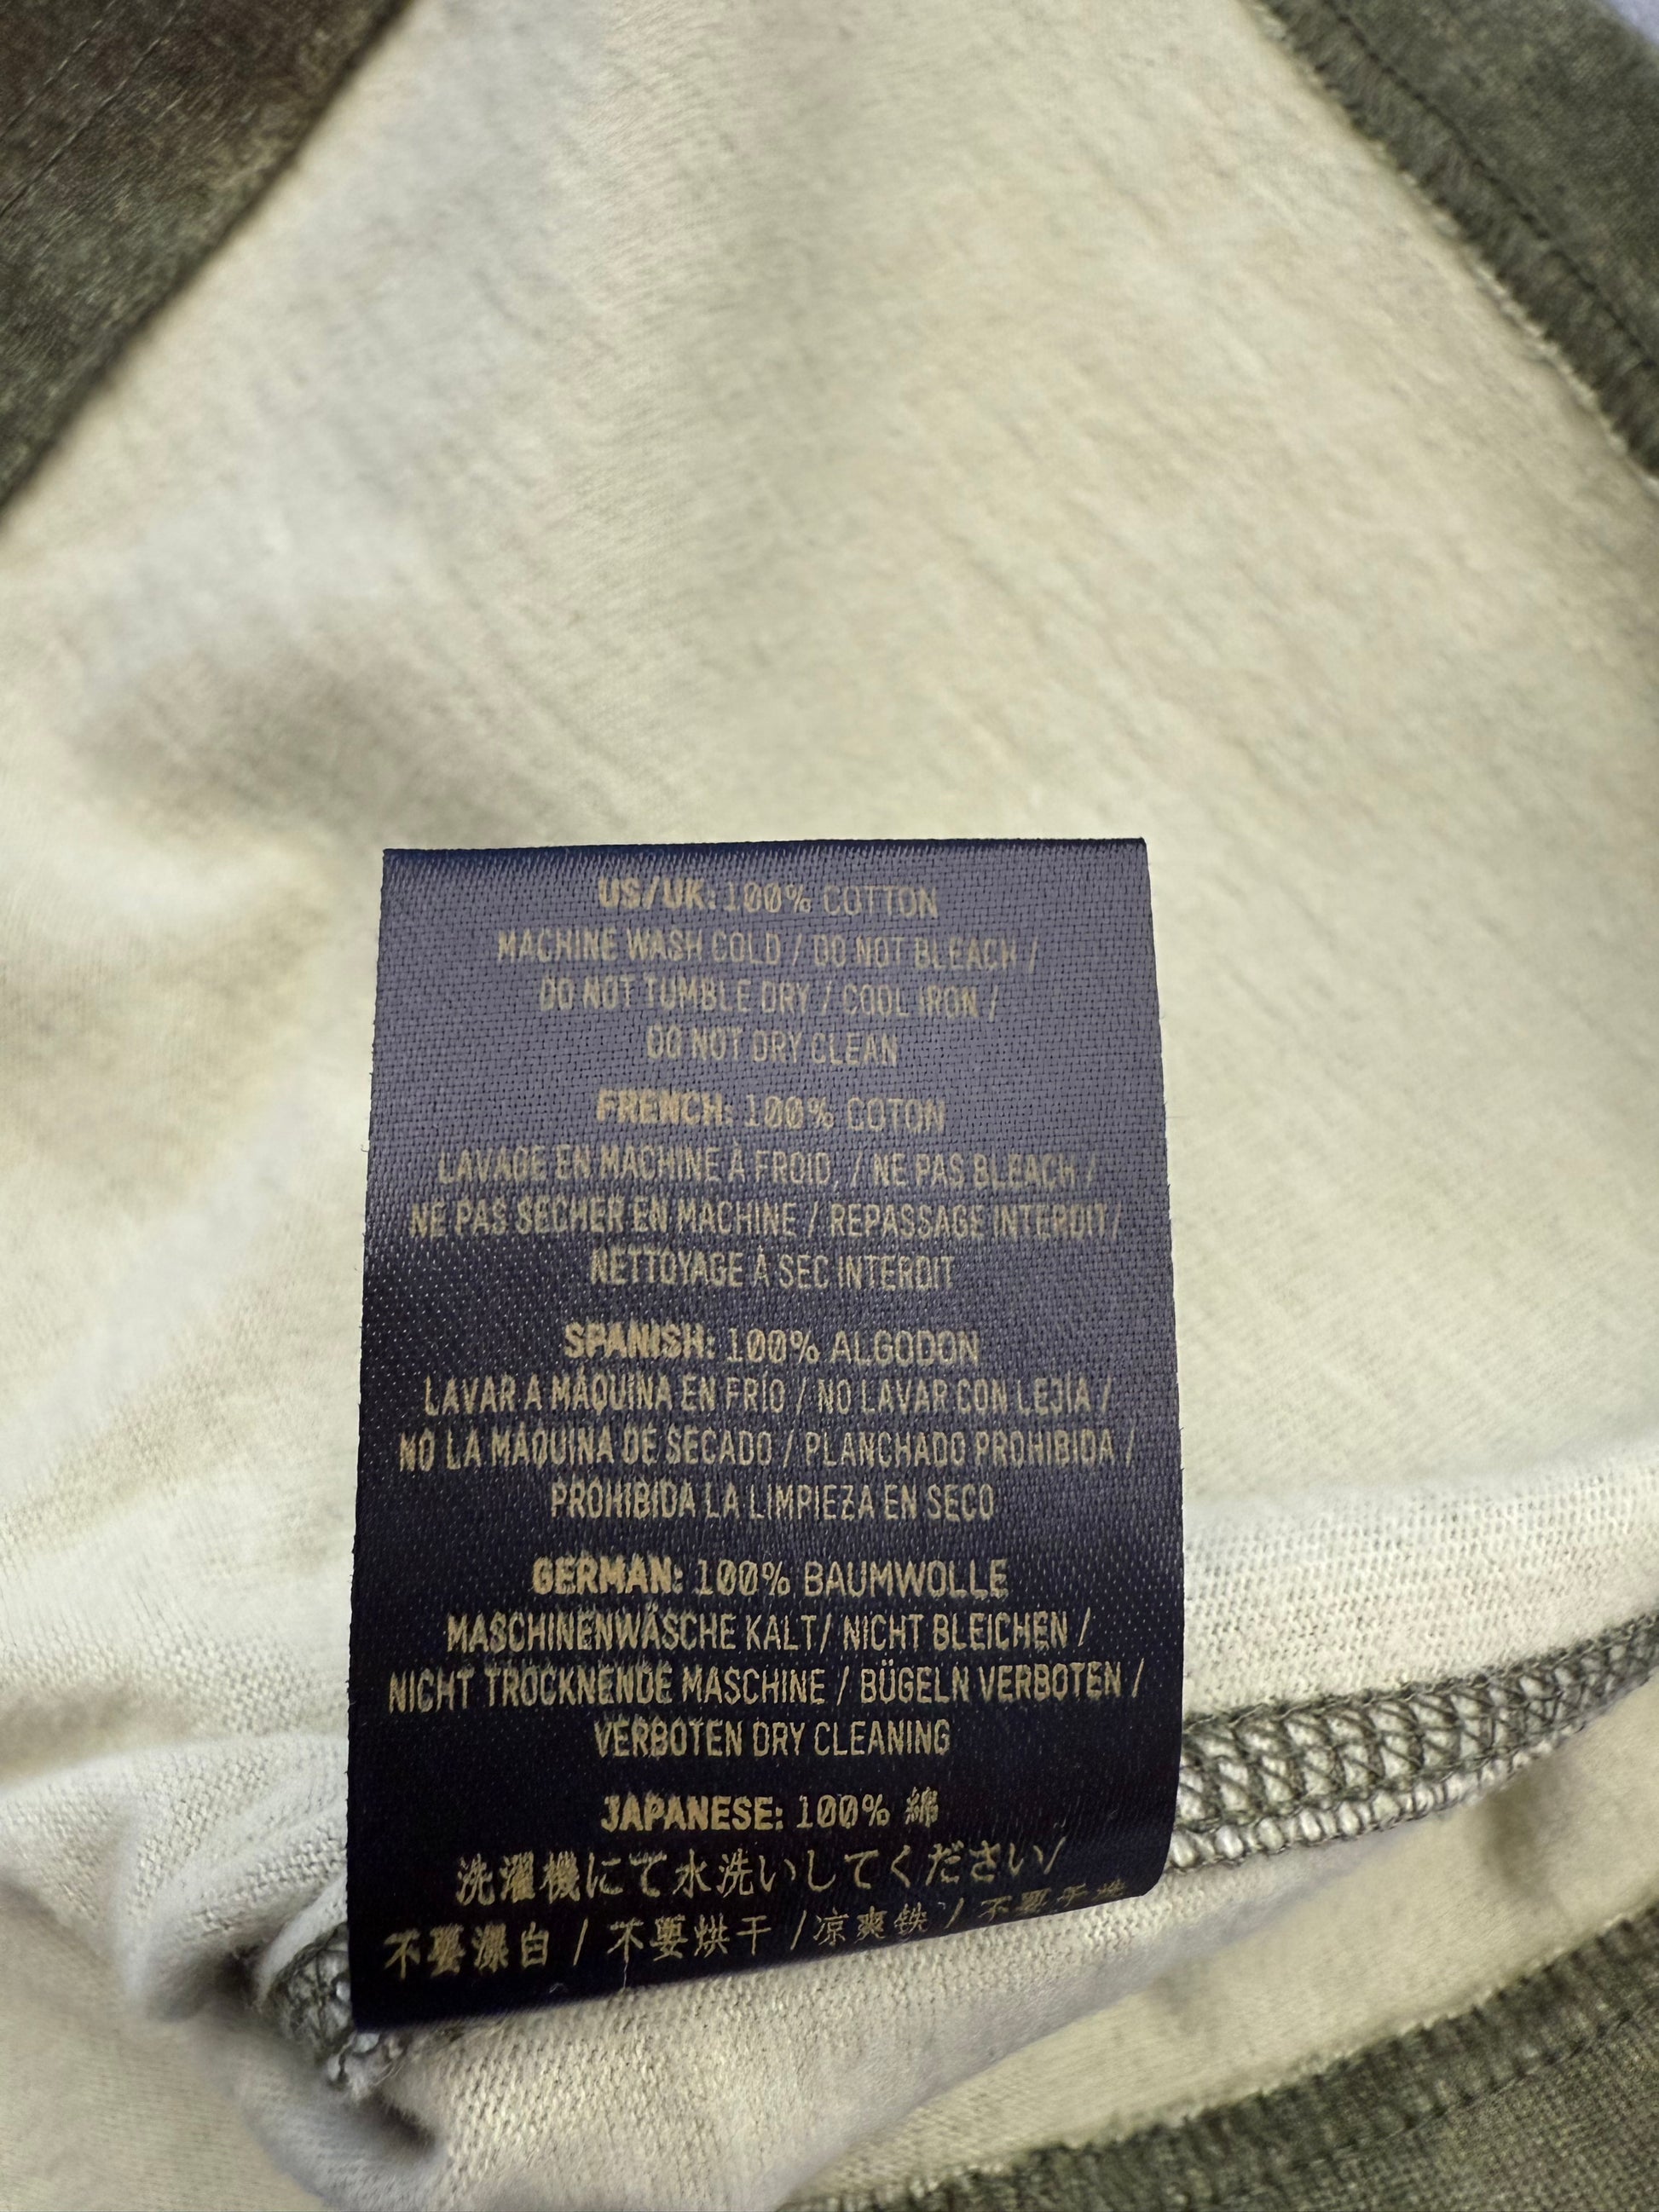 US/UK: 100% COTTON
MACHINE WASH COLD / DO NOT BLEACH /
DO NOT TUMBLE DRY / COOL IRON /
DO NOT DRY CLEAN
FRENCH: 100% COTON
LAVAGE EN MACHINE À FROID, / NE PAS BLEACH /
NE PAS SECHER EN MACHINE / REPASSAGE INTERDIT/
NETTOYAGE À SEC INTERDIT
SPANISH: 100% ALGODON
LAVAR A MÁQUINA EN FRÍO / NO LAVAR CON LEJÍA /
NO LA MÁQUINA DE SECADO / PLANCHADO PROHIBIDA /
PROHIBIDA LA LIMPIEZA EN SECO
GERMAN: 100% BAUMWOLLE
MASCHINENWÄSCHE KALT/ NICHT BLEICHEN /
NICHT TROCKNENDE MASCHINE / BÜGELN VERBOTEN /
VERBOTEN DRY CLEANING
JAPANESE: 100% 綿
洗濯機にて水洗いしてください/
不要漂白 / 不要烘干 /凉爽铁 / 不要干